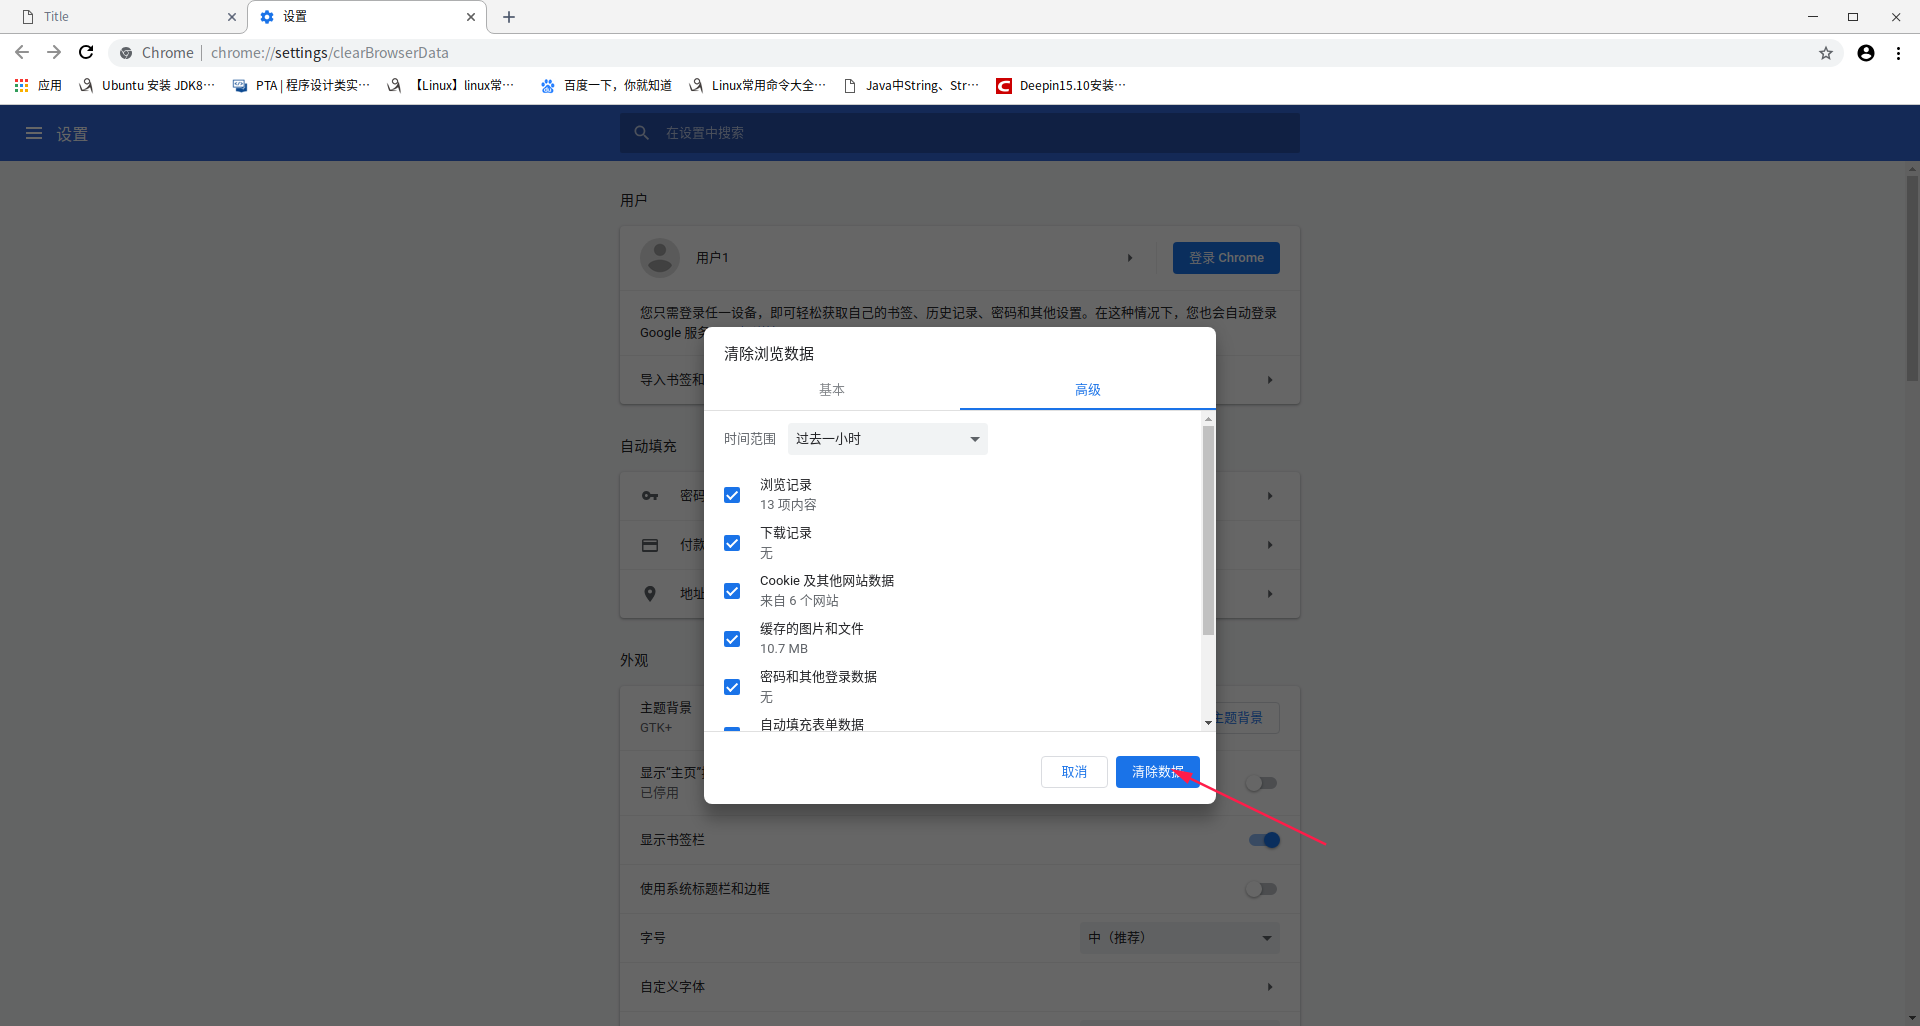 Title
设置
Chrome | chrome://settings/clearBrowserData
应用
Ubuntu 安装 JDK8…
PTA | 程序设计类实…
【Linux】linux常…
百度一下，你就知道
Linux常用命令大全…
Java中String、Str…
Deepin15.10安装…
设置
在设置中搜索
用户
用户1
登录 Chrome
您只需登录任一设备，即可轻松获取自己的书签、历史记录、密码和其他设置。在这种情况下，您也会自动登录
Google 服务
导入书签和
清除浏览数据
基本
高级
时间范围
过去一小时
浏览记录
13 项内容
下载记录
无
Cookie 及其他网站数据
来自 6 个网站
缓存的图片和文件
10.7 MB
密码和其他登录数据
无
自动填充表单数据
取消
清除数据
自动填充
密码
付款
地址
外观
主题背景
GTK+
主题背景
显示“主页”
已停用
显示书签栏
使用系统标题栏和边框
字号
中（推荐）
自定义字体